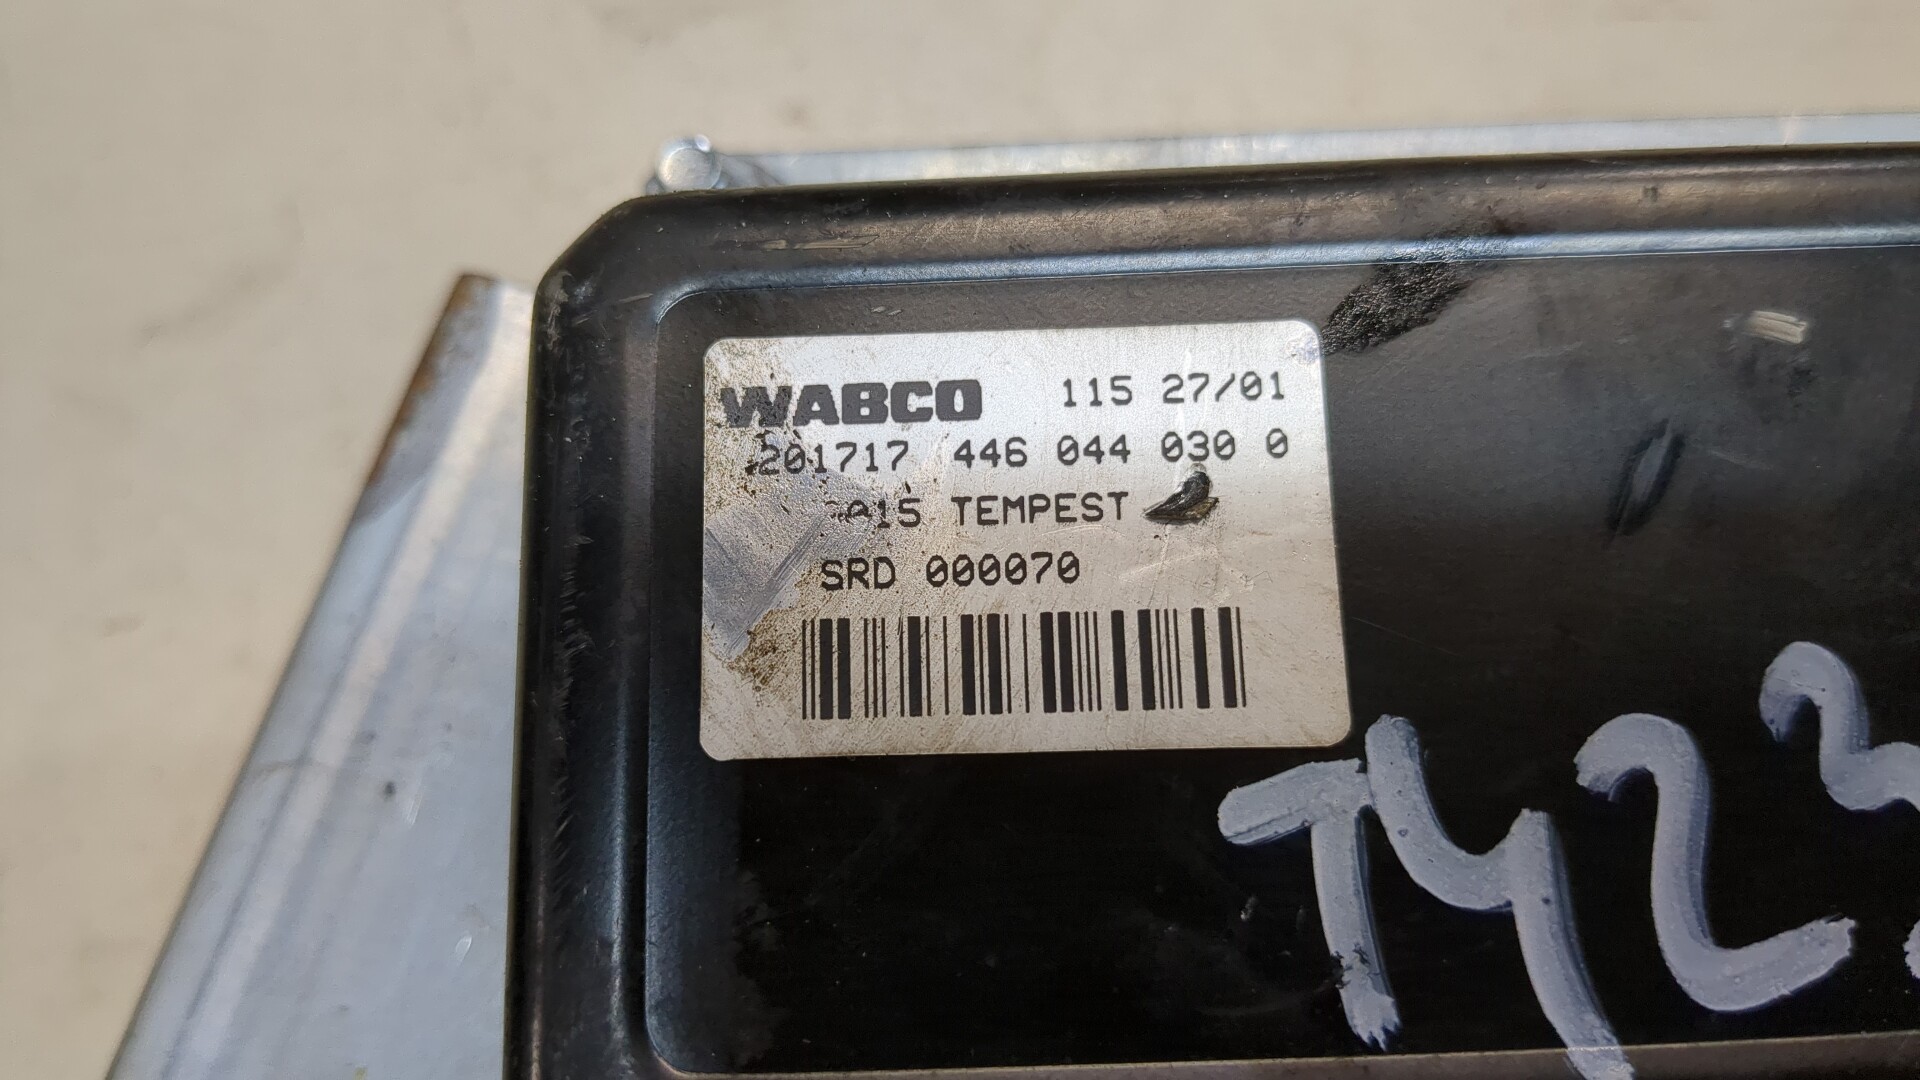 WABCO 115 27/01
201717 446 044 030 0
TEMPEST
SRD 000070